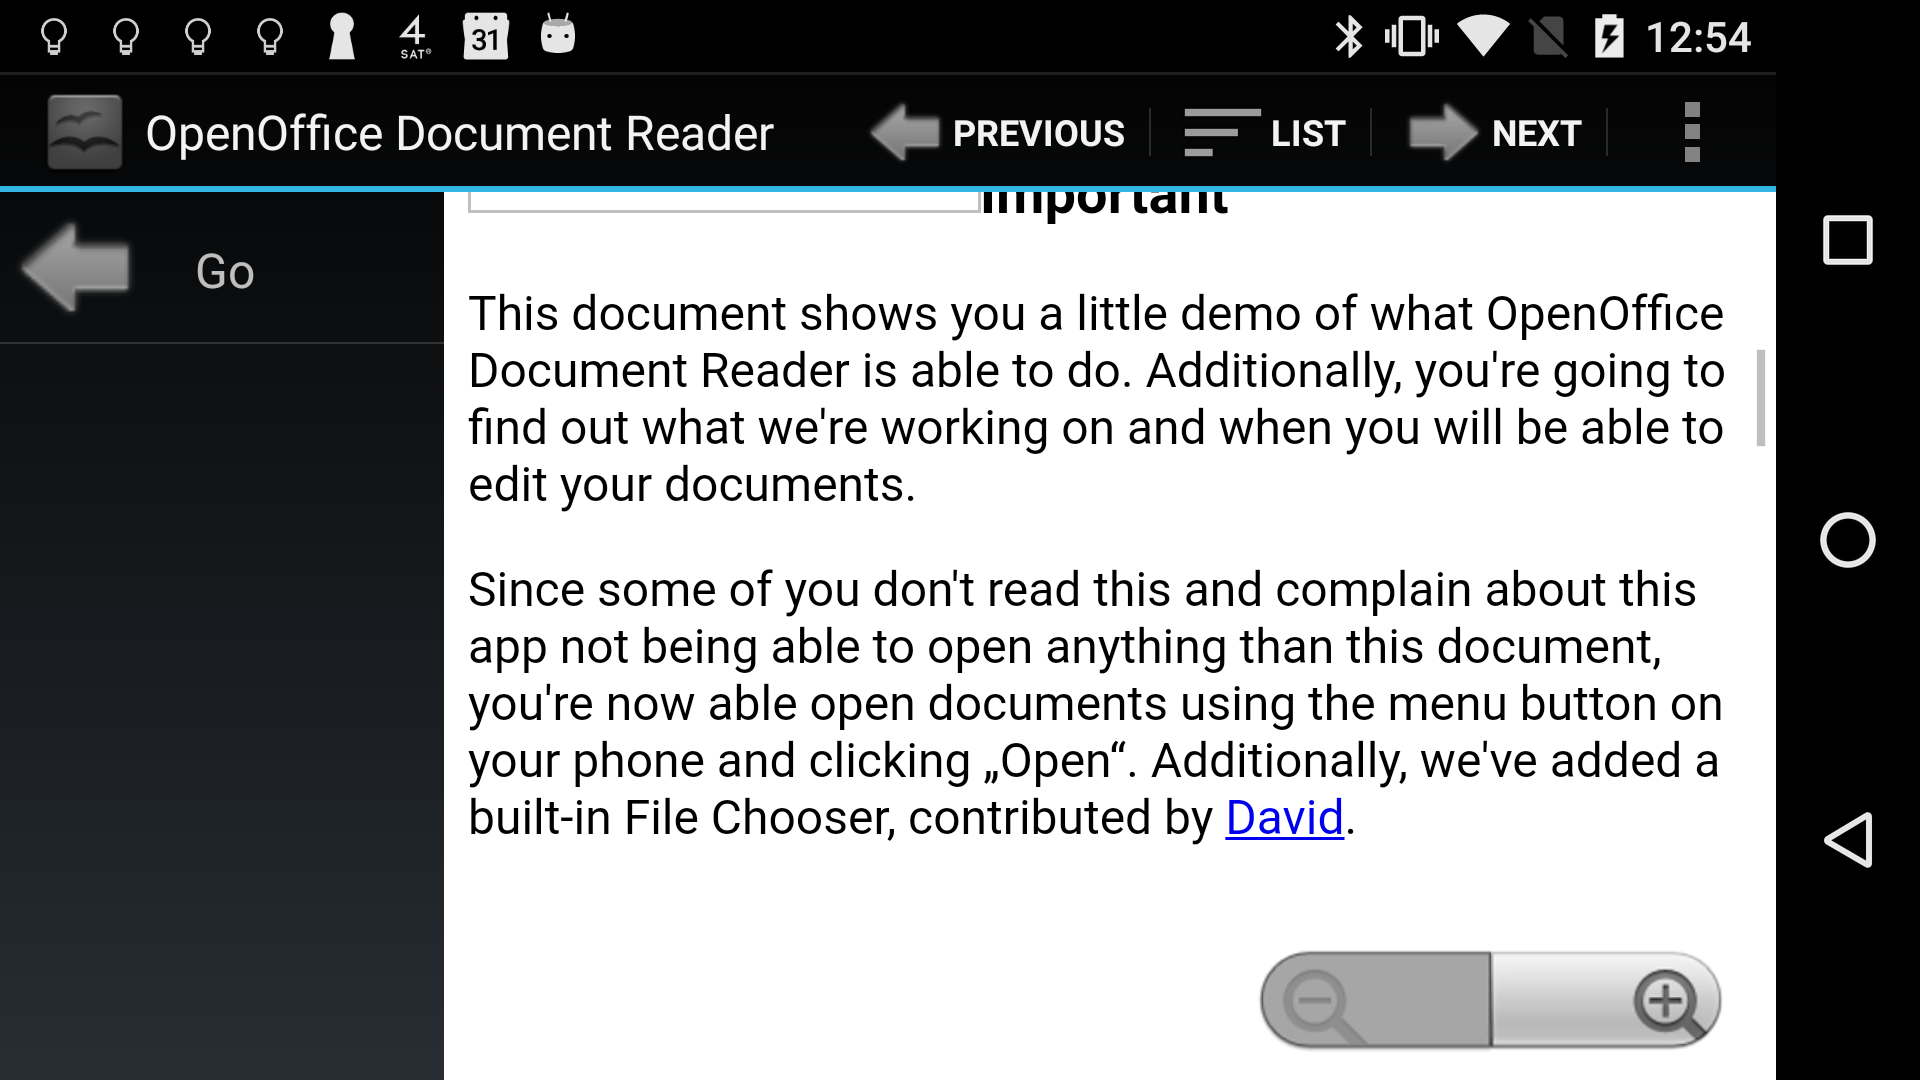 4
SAT®
31
12:54
OpenOffice Document Reader
PREVIOUS
LIST
NEXT
Go
Important
This document shows you a little demo of what OpenOffice
Document Reader is able to do. Additionally, you're going to
find out what we're working on and when you will be able to
edit your documents.
Since some of you don't read this and complain about this
app not being able to open anything than this document,
you're now able open documents using the menu button on
your phone and clicking „Open“. Additionally, we've added a
built-in File Chooser, contributed by David.